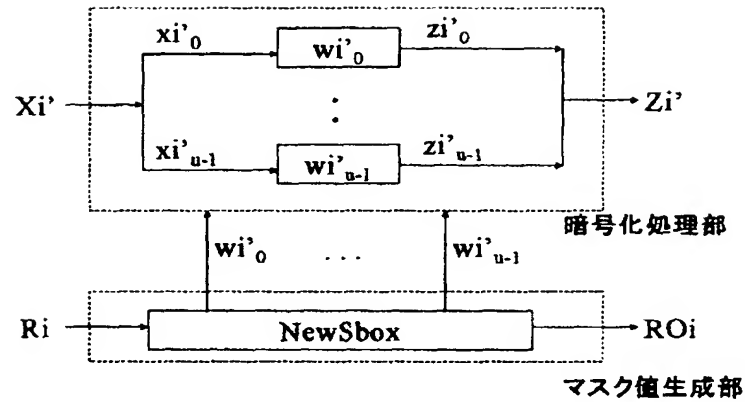 xi'0 wi'0 zi'0
Xi' : Zi'
xi'u-1 wi'u-1 zi'u-1
暗号化処理部
wi'0 ... wi'u-1
Ri NewSbox ROi
マスク値生成部